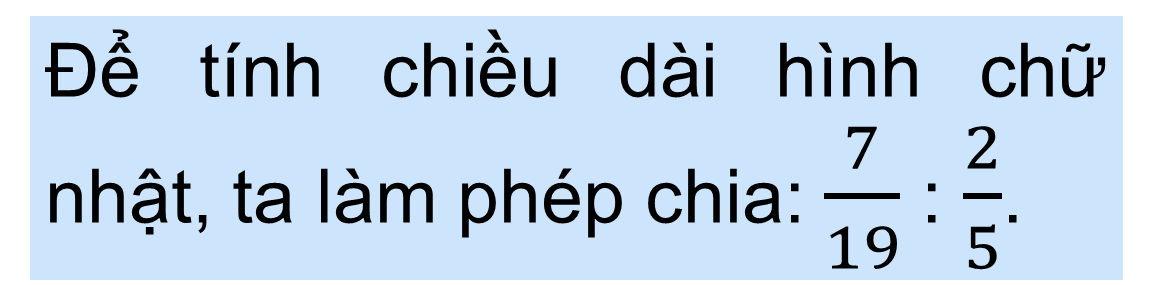 Để tính chiều dài hình chữ
nhật, ta làm phép chia: 7/19 : 2/5.